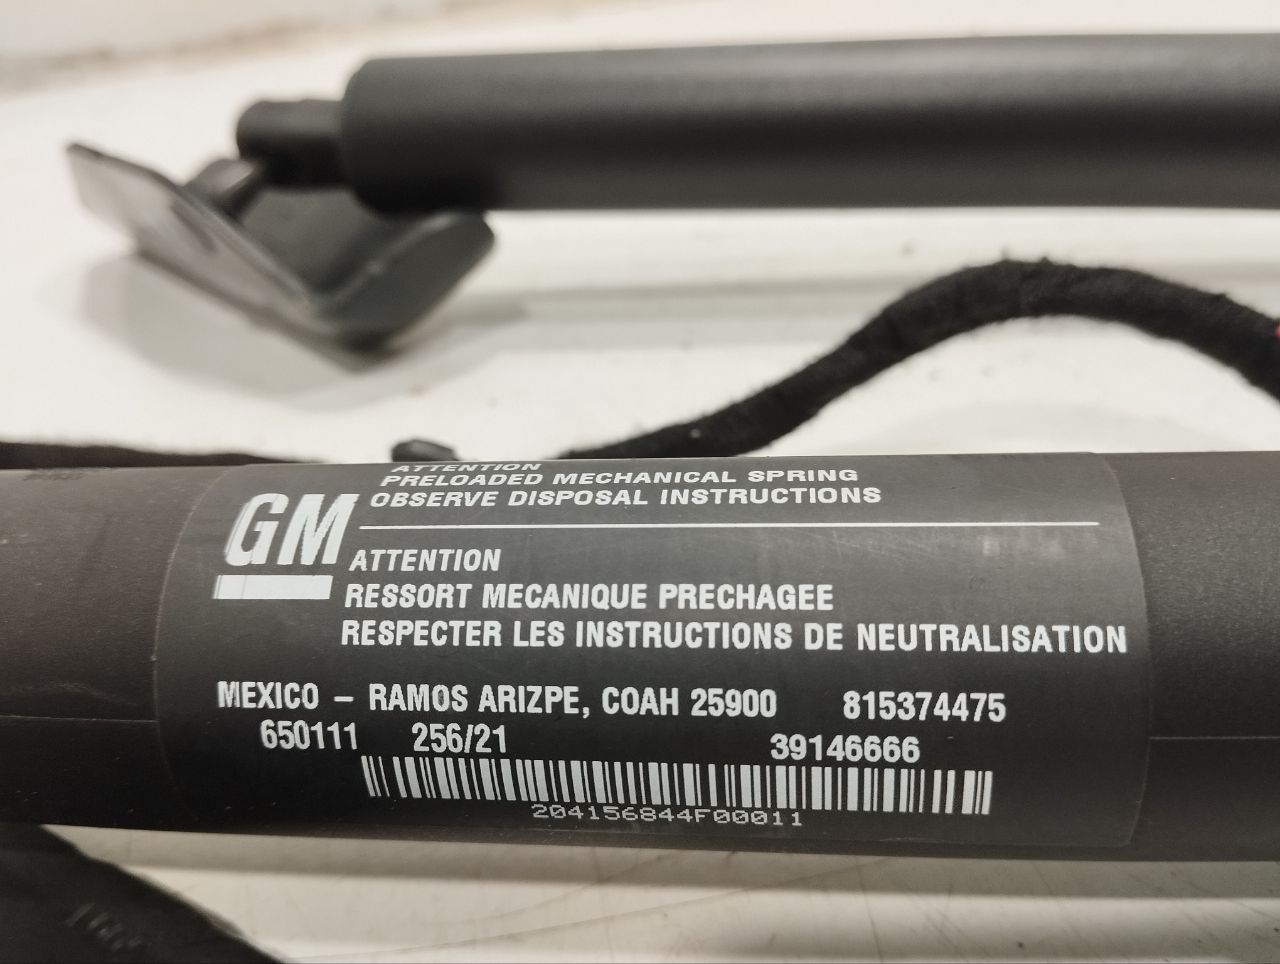 ATTENTION
PRELOADED MECHANICAL SPRING
OBSERVE DISPOSAL INSTRUCTIONS
GM
ATTENTION
RESSORT MECANIQUE PRECHAGEE
RESPECTER LES INSTRUCTIONS DE NEUTRALISATION
MEXICO – RAMOS ARIZPE, COAH 25900 815374475
650111 256/21 39146666
204156844F00011